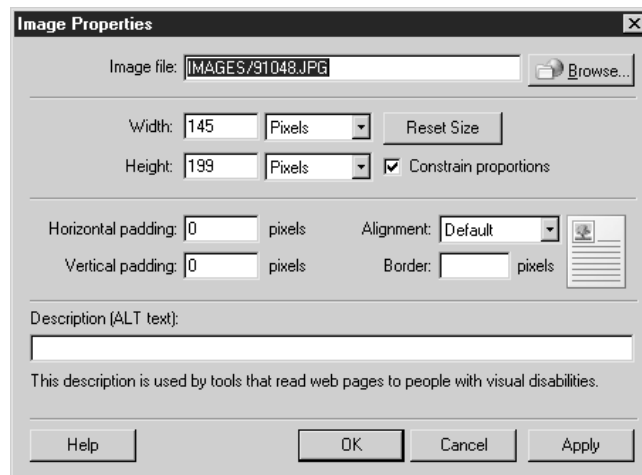 Image Properties
Image file: IMAGES/91048.JPG Browse...
Width: 145 Pixels Reset Size
Height: 199 Pixels Constrain proportions
Horizontal padding: 0 pixels Alignment: Default
Vertical padding: 0 pixels Border: pixels
Description (ALT text):
This description is used by tools that read web pages to people with visual disabilities.
Help OK Cancel Apply